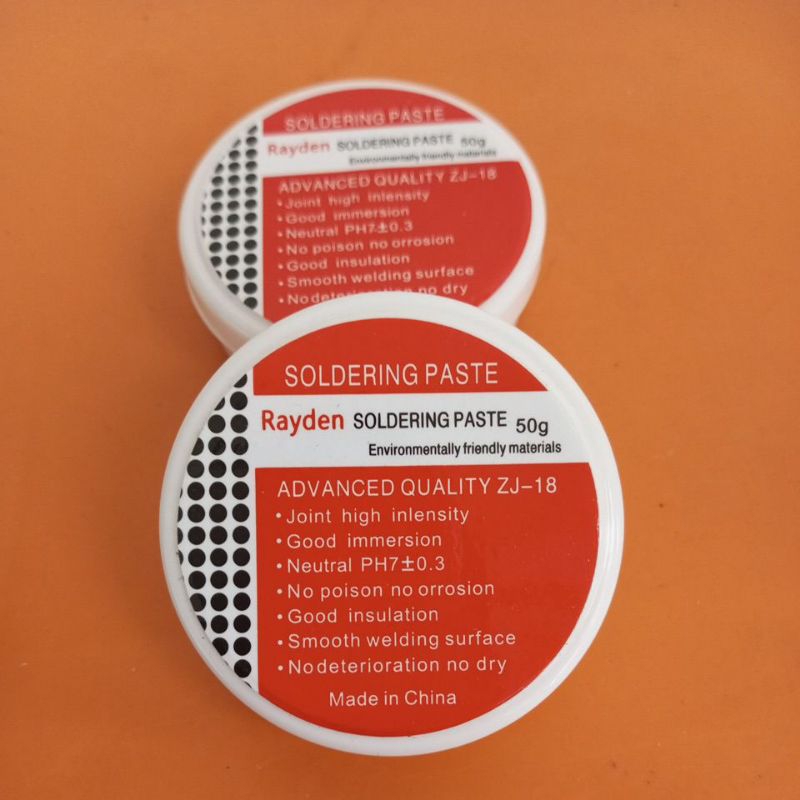 SOLDERING PASTE
Rayden SOLDERING PASTE 50g
Environmentally friendly materials
ADVANCED QUALITY ZJ-18
• Joint high intensity
• Good immersion
• Neutral PH7±0.3
• No poison no orrosion
• Good insulation
• Smooth welding surface
• No deterioration no dry
SOLDERING PASTE
Rayden SOLDERING PASTE 50g
Environmentally friendly materials
ADVANCED QUALITY ZJ-18
• Joint high inlensity
• Good immersion
• Neutral PH7±0.3
• No poison no orrosion
• Good insulation
• Smooth welding surface
• Nodeterioration no dry
Made in China